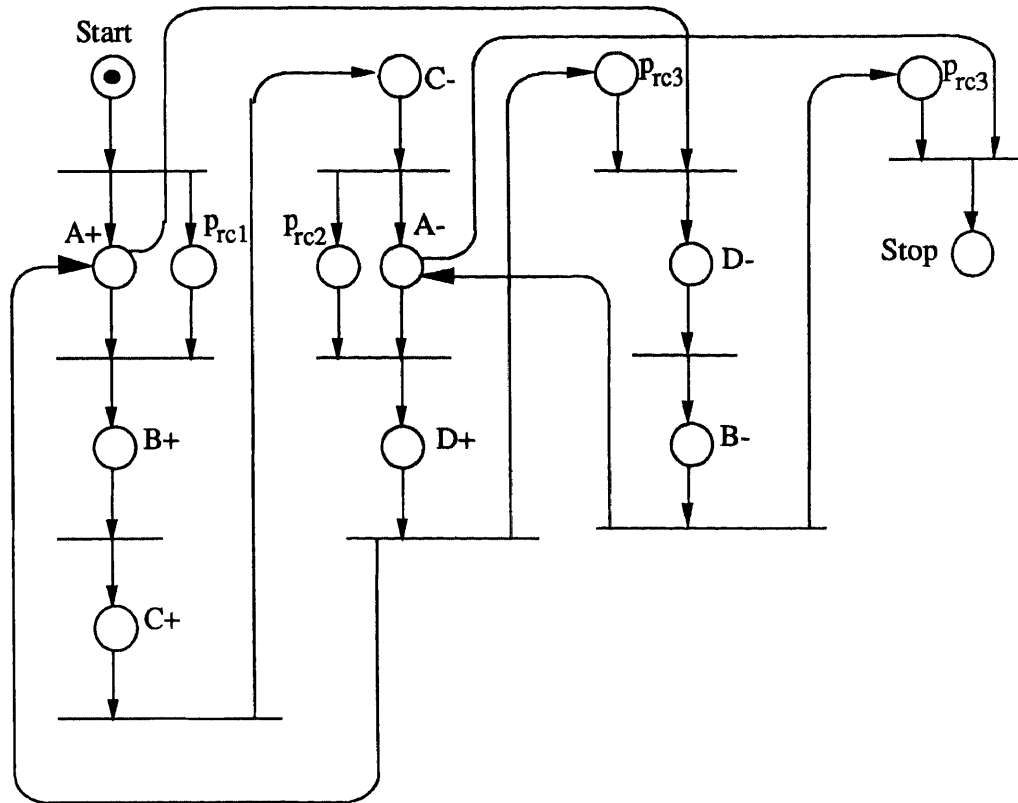 Start
C-
p_rc3
p_rc3
A+
p_rc1
p_rc2
A-
D-
Stop
B+
D+
B-
C+